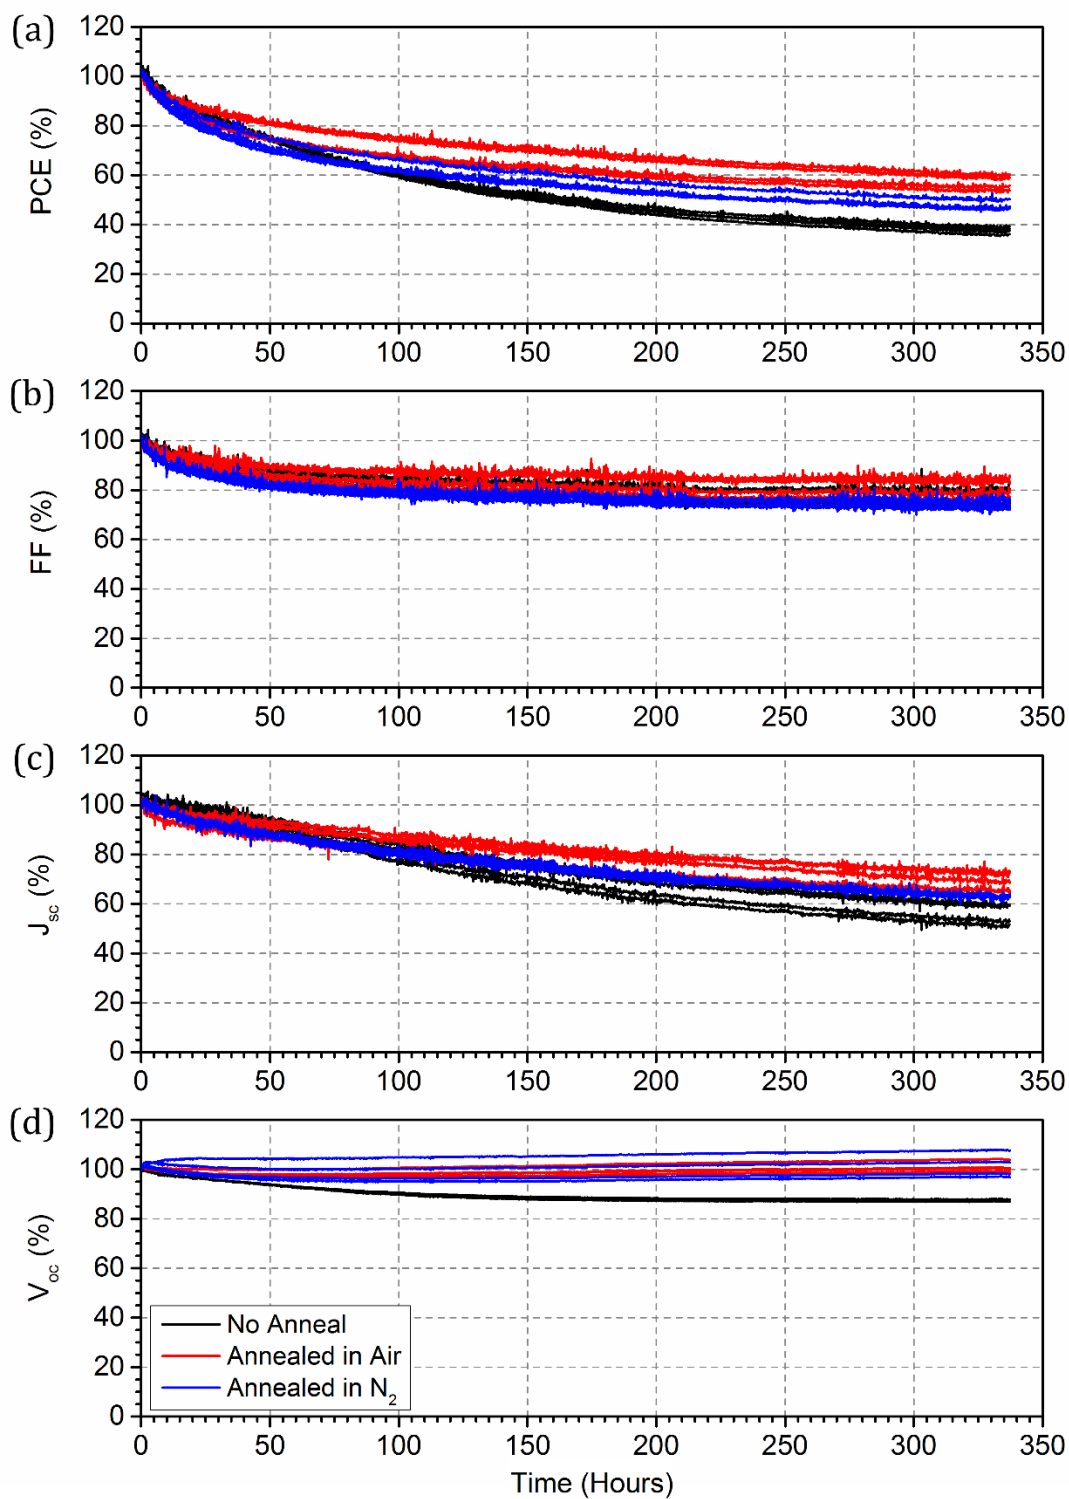 (a)
120
100
80
60
40
20
0
PCE (%)
0 50 100 150 200 250 300 350
(b)
120
100
80
60
40
20
0
FF (%)
0 50 100 150 200 250 300 350
(c)
120
100
80
60
40
20
0
Jsc (%)
0 50 100 150 200 250 300 350
(d)
120
100
80
60
40
20
0
Voc (%)
No Anneal
Annealed in Air
Annealed in N2
0 50 100 150 200 250 300 350
Time (Hours)